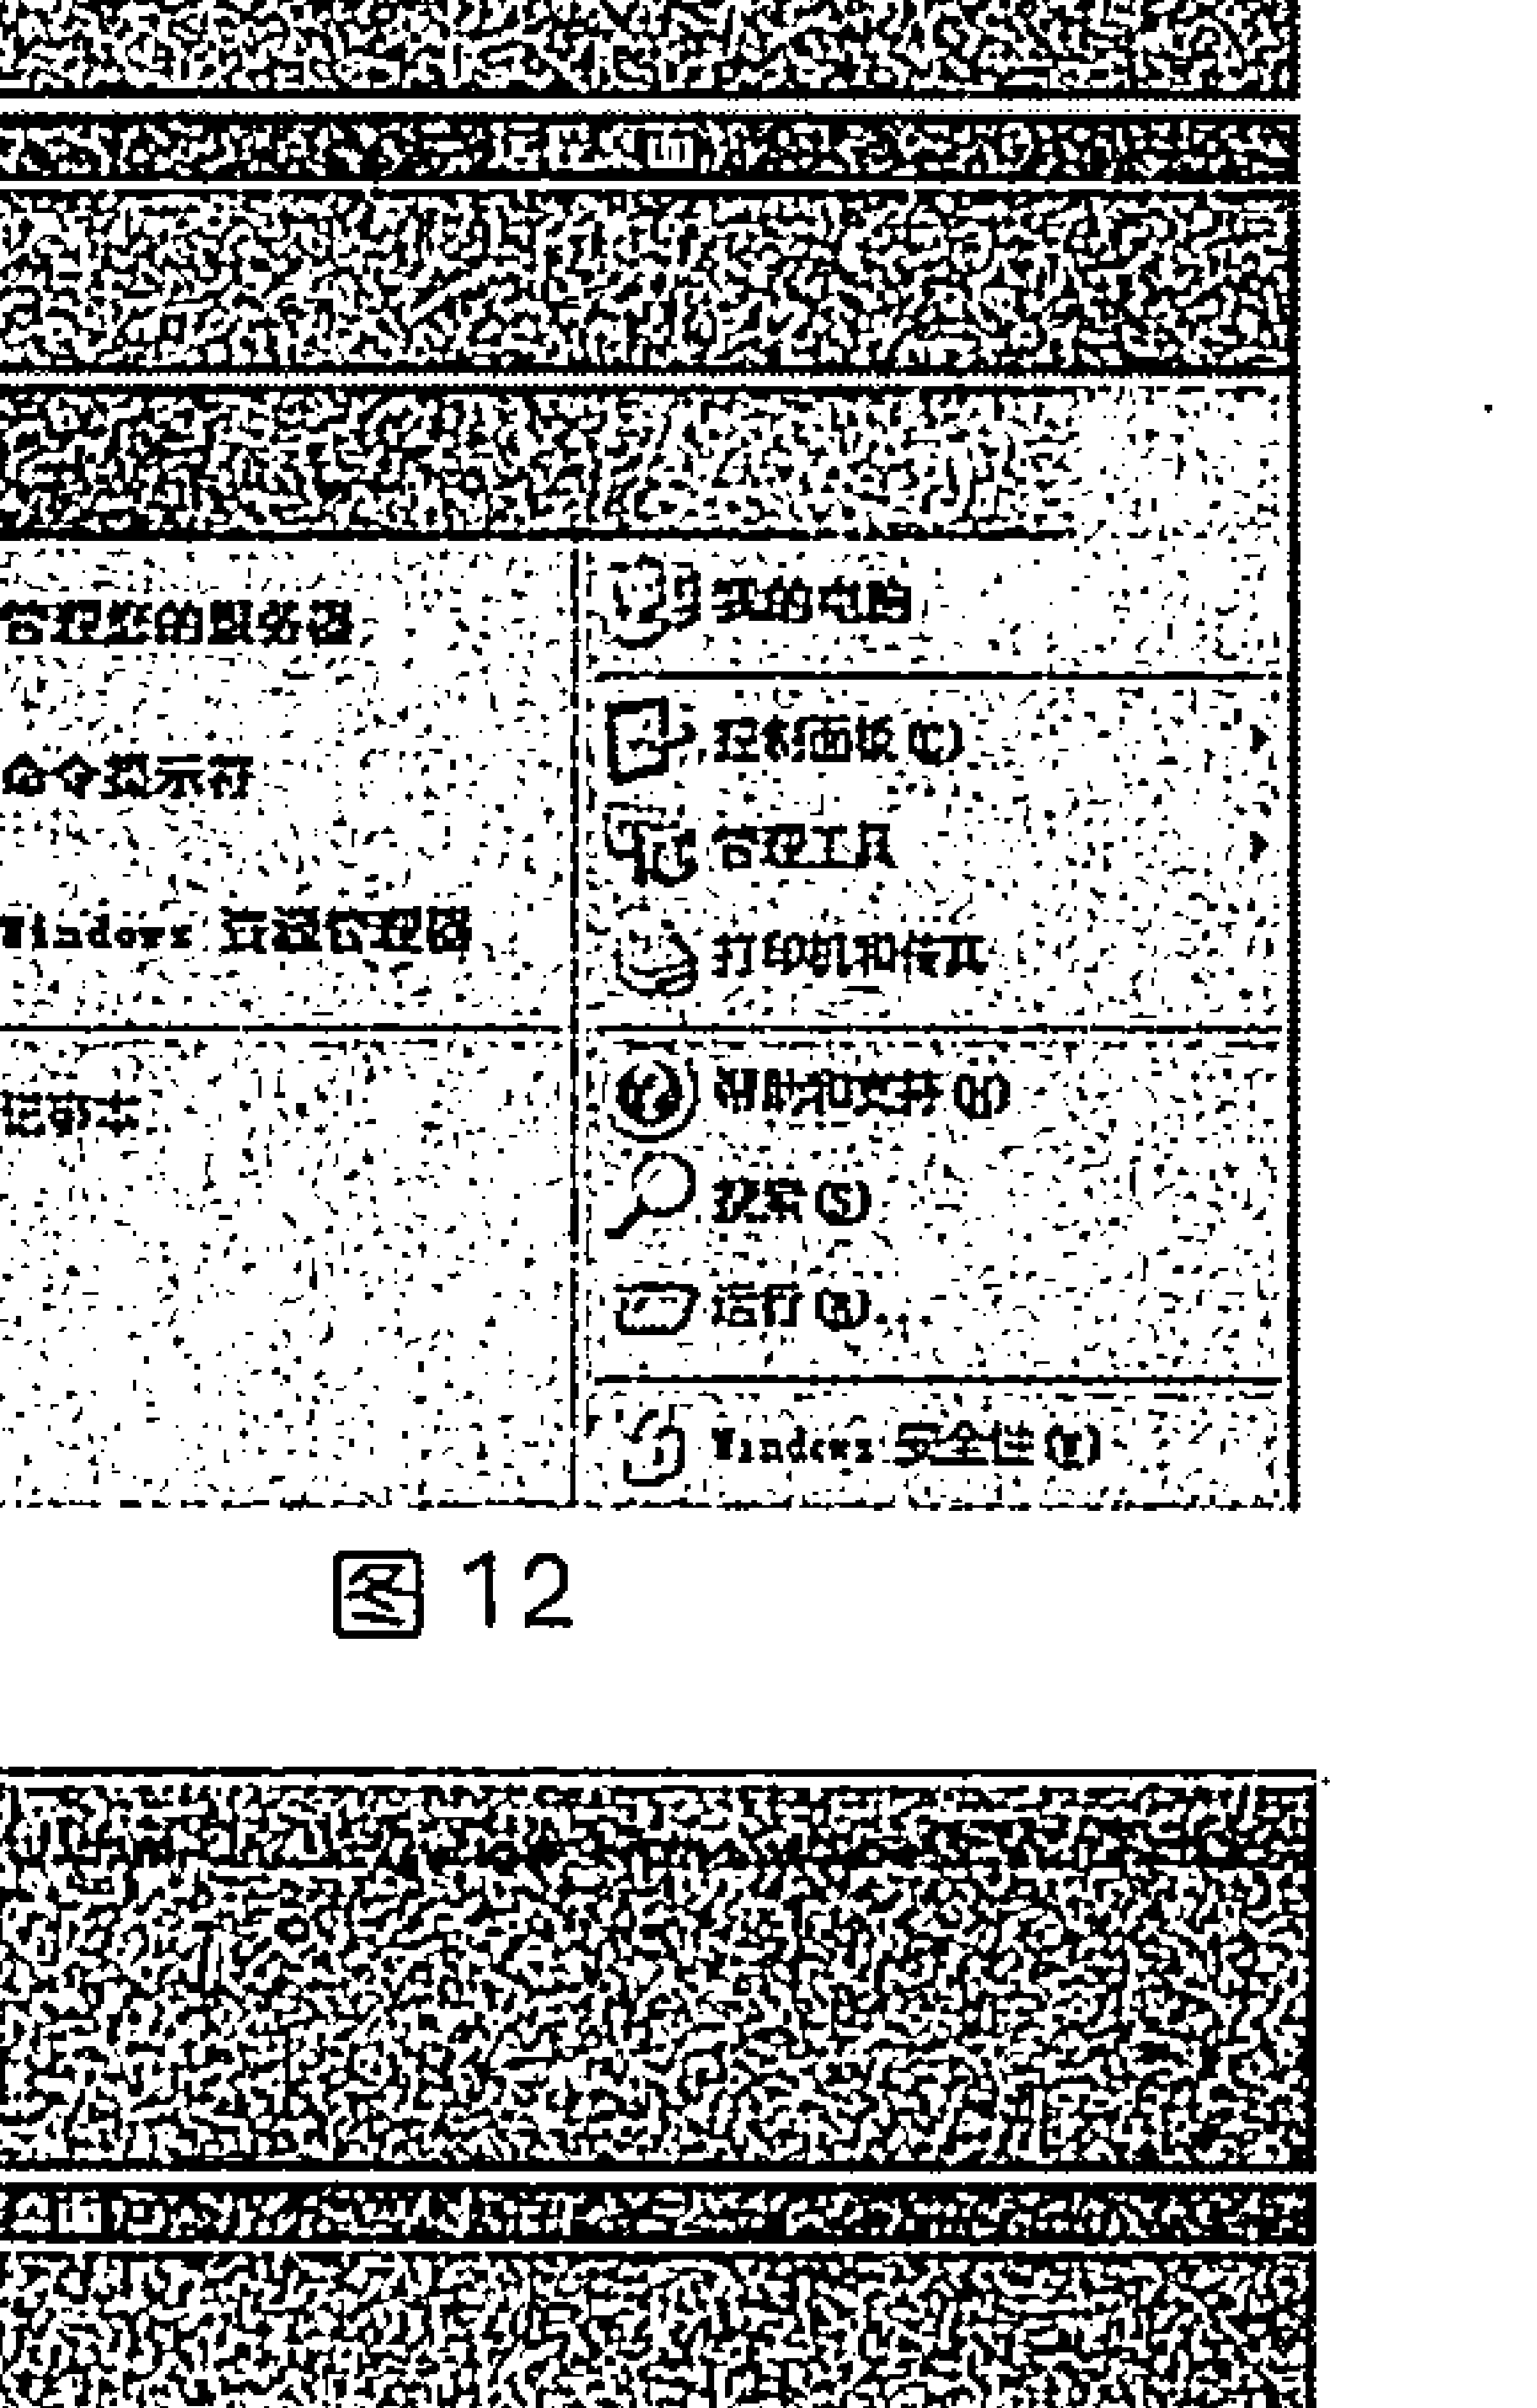 管理您的服务器
命令提示符
Windows 资源管理器
记事本
我的电脑
控制面板(C)
管理工具
打印机和传真
帮助和支持(H)
搜索(S)
运行(R)...
Windows 安全性(W)
图 12